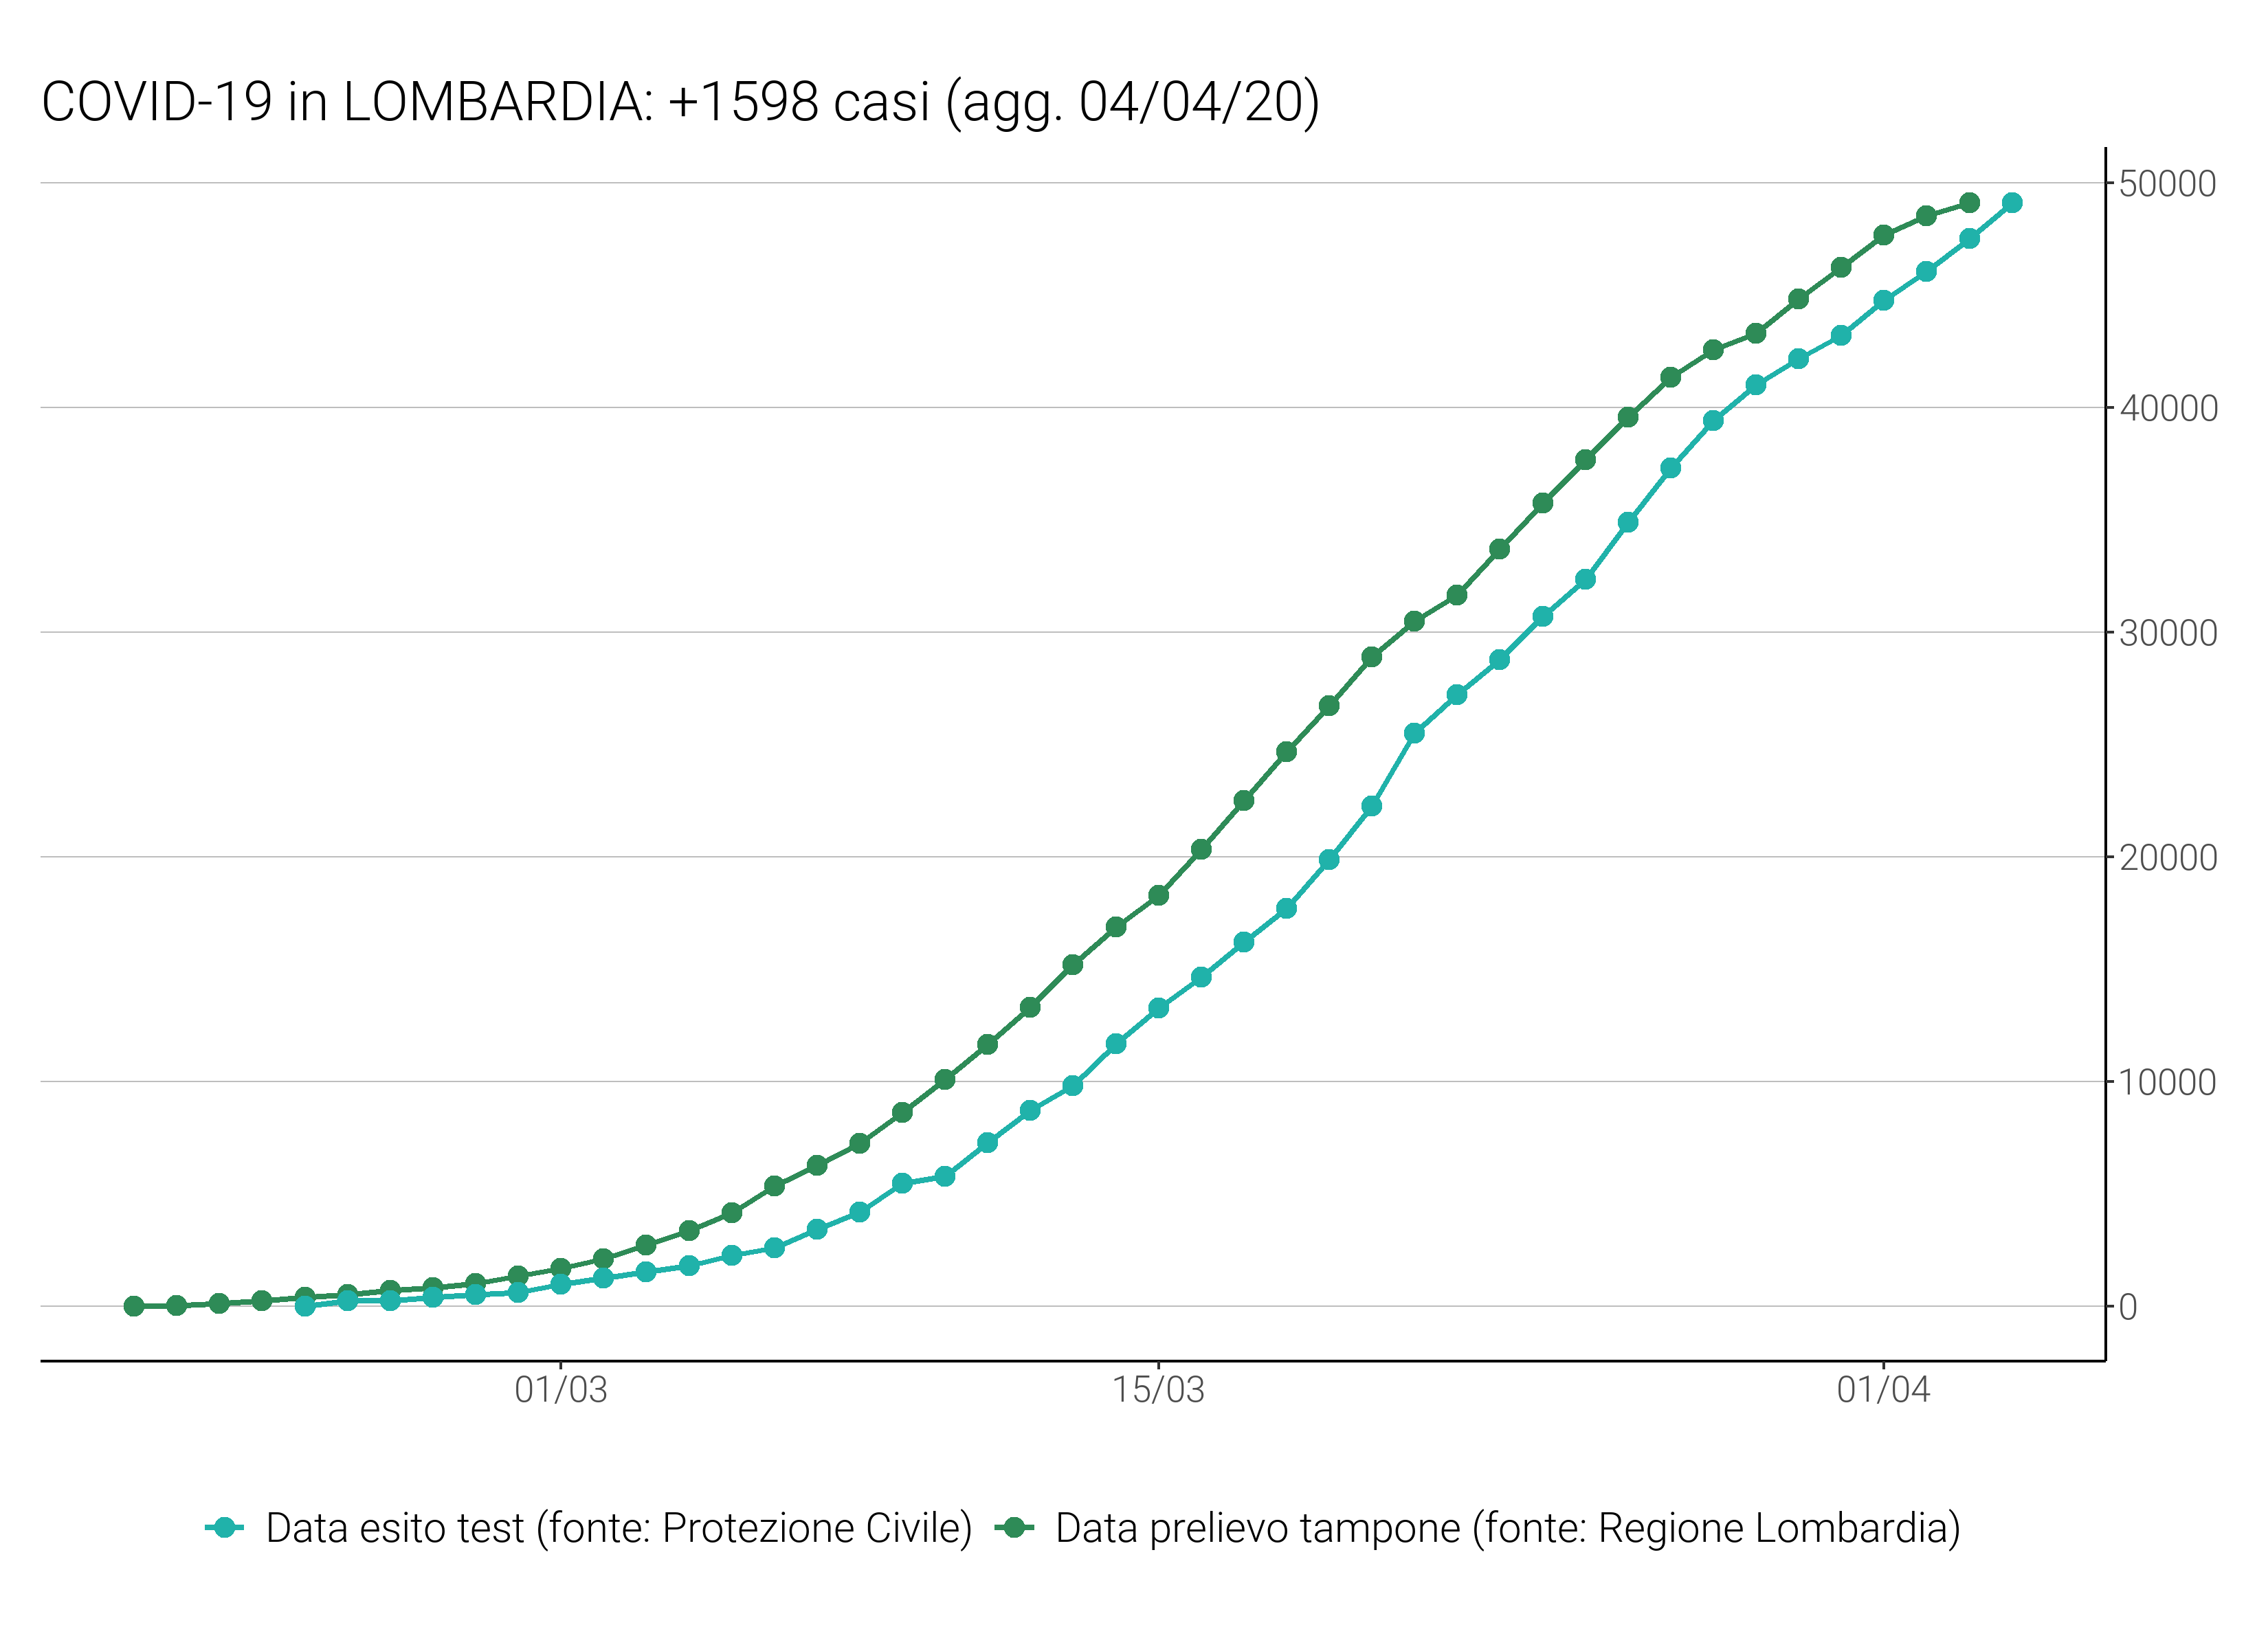 COVID-19 in LOMBARDIA: +1598 casi (agg. 04/04/20)
50000
40000
30000
20000
10000
0
01/03 15/03 01/04
Data esito test (fonte: Protezione Civile) Data prelievo tampone (fonte: Regione Lombardia)